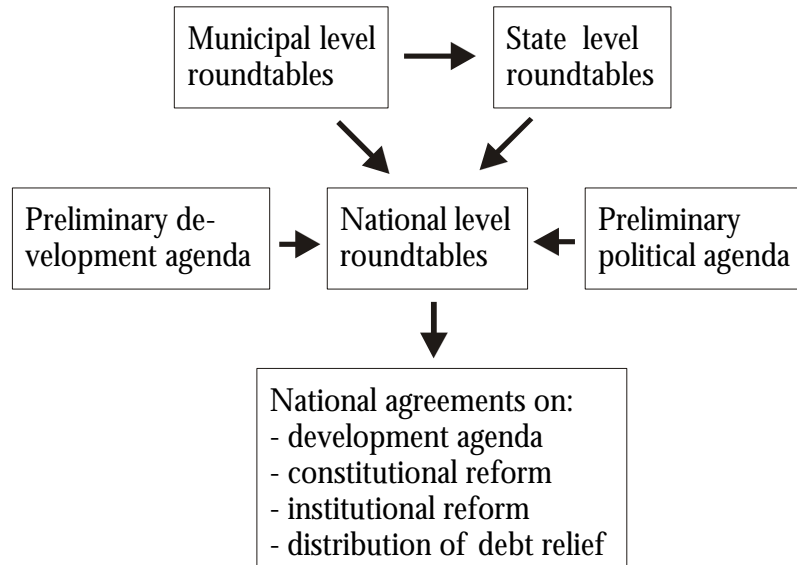 Municipal level
roundtables
State level
roundtables
Preliminary de-
velopment agenda
National level
roundtables
Preliminary
political agenda
National agreements on:
- development agenda
- constitutional reform
- institutional reform
- distribution of debt relief